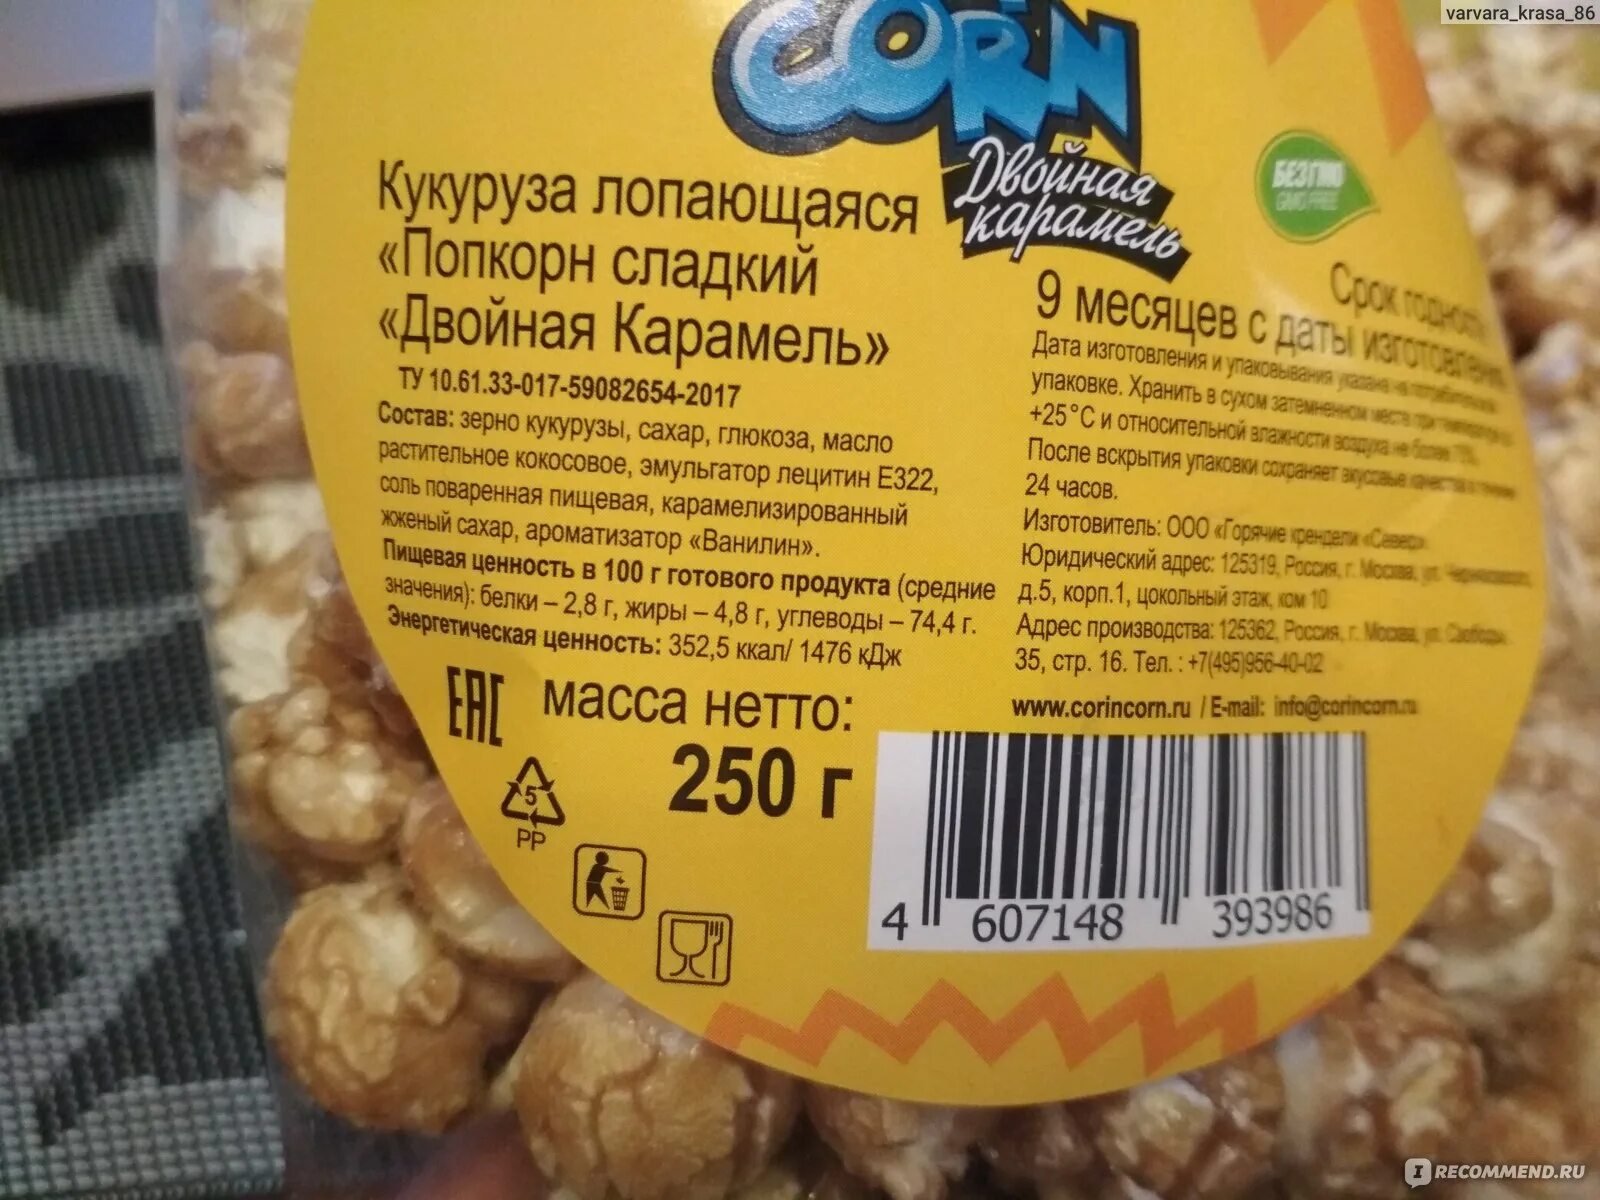 varvara_krasa_86
CORN
Двойная
карамель
БЕЗ ГМО
GMO FREE
Кукуруза лопающаяся
«Попкорн сладкий
«Двойная Карамель»
ТУ 10.61.33-017-59082654-2017
Состав: зерно кукурузы, сахар, глюкоза, масло
растительное кокосовое, эмульгатор лецитин Е322,
соль поваренная пищевая, карамелизированный
жженый сахар, ароматизатор «Ванилин».
Пищевая ценность в 100 г готового продукта (средние
значения): белки – 2,8 г, жиры – 4,8 г, углеводы – 74,4 г.
Энергетическая ценность: 352,5 ккал/ 1476 кДж
EAC
масса нетто:
250 г
5
PP
Срок годности
9 месяцев с даты изготовления
Дата изготовления и упаковывания указана на потребительской
упаковке. Хранить в сухом затемненном месте при температуре
+25°С и относительной влажности воздуха не более 75%.
После вскрытия упаковки сохраняет вкусовые качества в течение
24 часов.
Изготовитель: ООО «Горячие крендели «Север».
Юридический адрес: 125319, Россия, г. Москва, ул. Черняховского,
д.5, корп.1, цокольный этаж, ком 10
Адрес производства: 125362, Россия, г. Москва, ул. Свободы,
35, стр. 16. Тел. : +7(495)956-40-02
www.corincorn.ru / E-mail: info@corincorn.ru
4 607148 393986
IRECOMMEND.RU